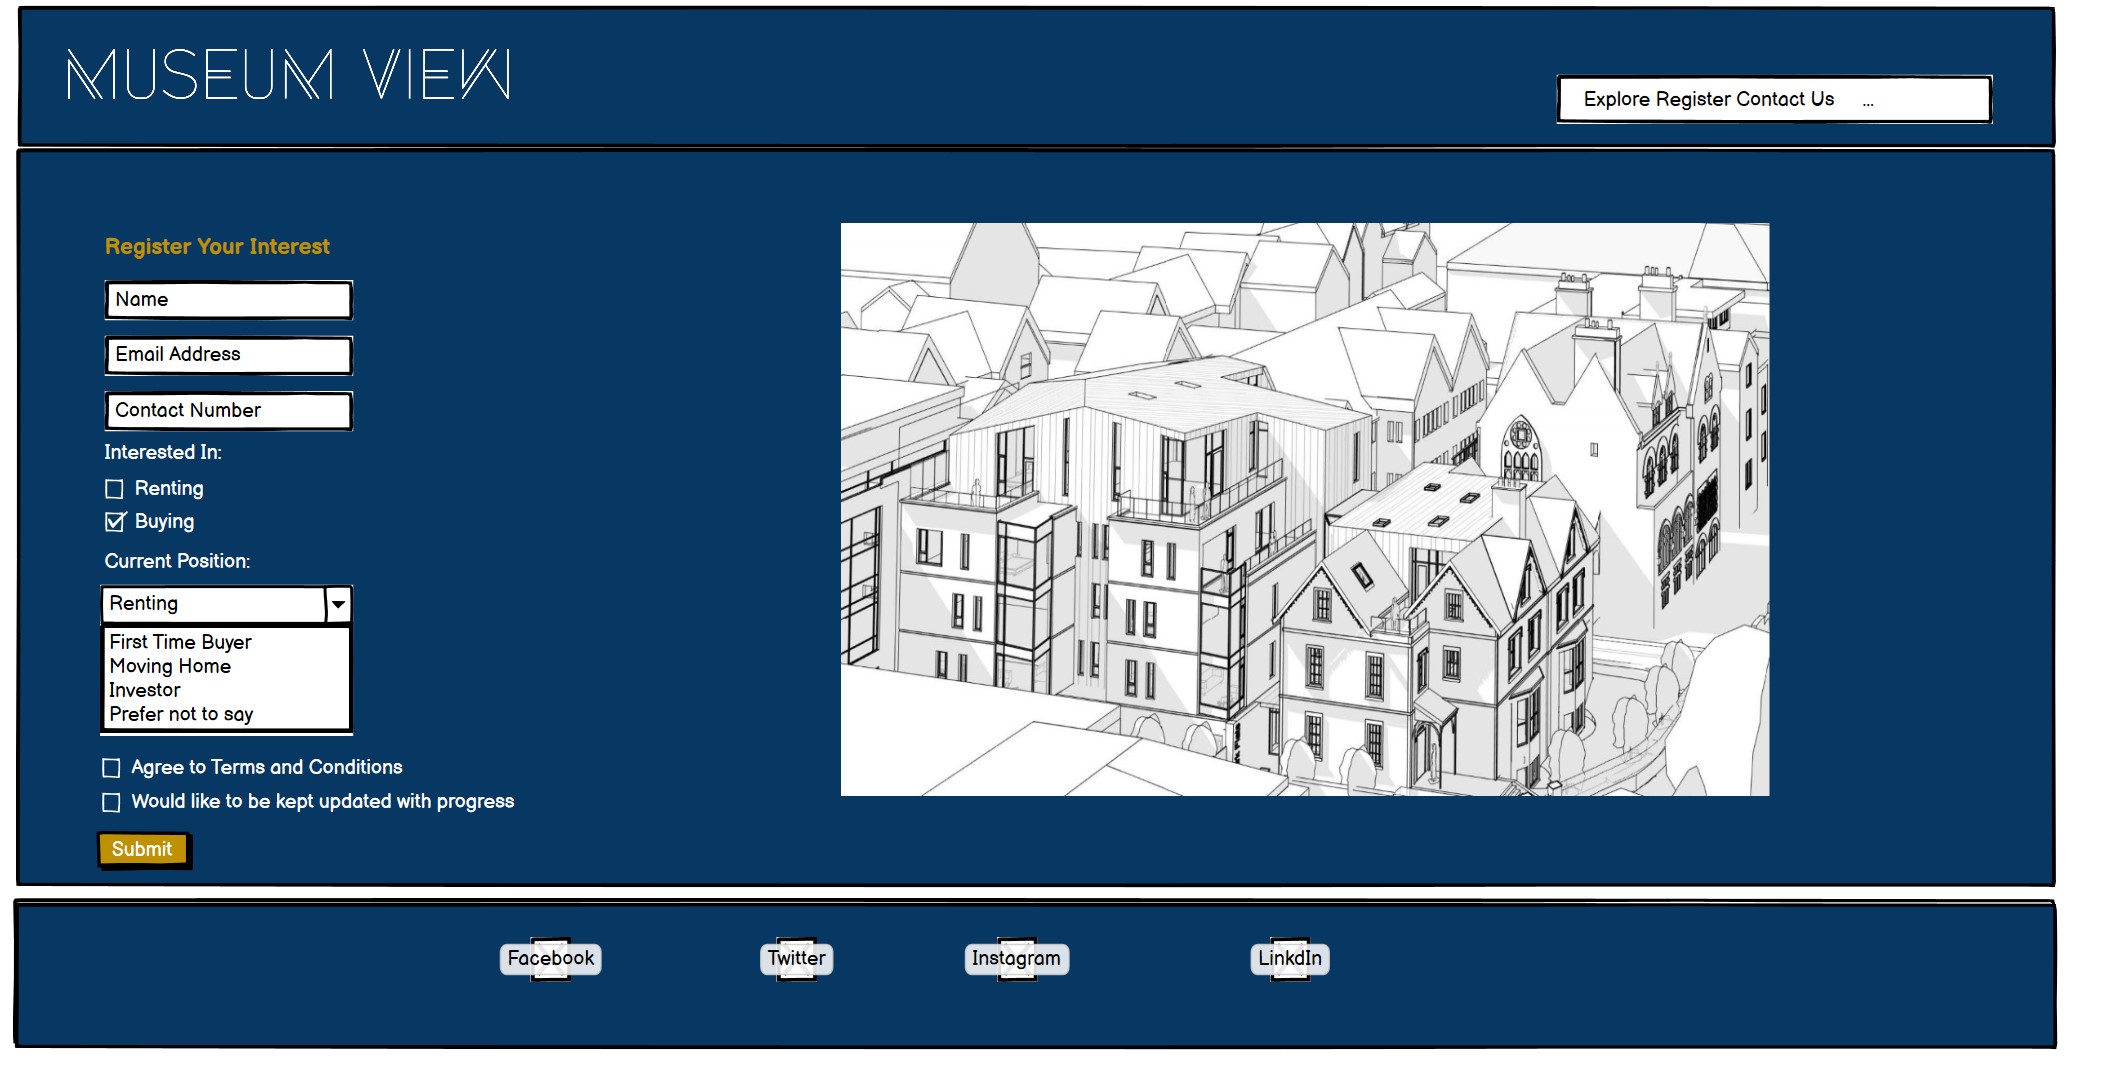 MUSEUM VIEW
Explore Register Contact Us ...
Register Your Interest
Name
Email Address
Contact Number
Interested In:
Renting
Buying
Current Position:
Renting
First Time Buyer
Moving Home
Investor
Prefer not to say
Agree to Terms and Conditions
Would like to be kept updated with progress
Submit
Facebook
Twitter
Instagram
LinkdIn